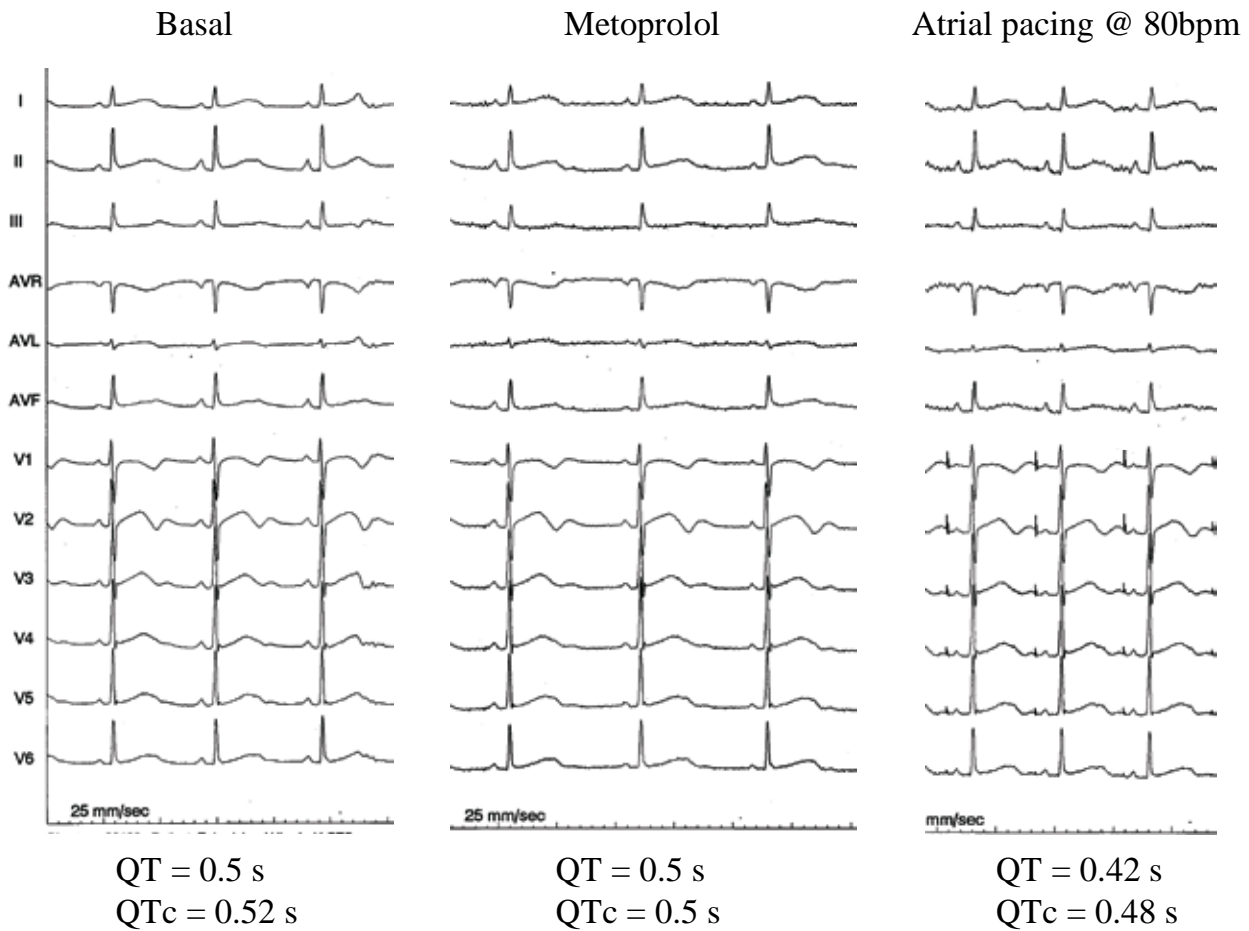 Basal Metoprolol Atrial pacing @ 80bpm
I
II
III
AVR
AVL
AVF
V1
V2
V3
V4
V5
V6
25 mm/sec 25 mm/sec mm/sec
QT = 0.5 s QT = 0.5 s QT = 0.42 s
QTc = 0.52 s QTc = 0.5 s QTc = 0.48 s